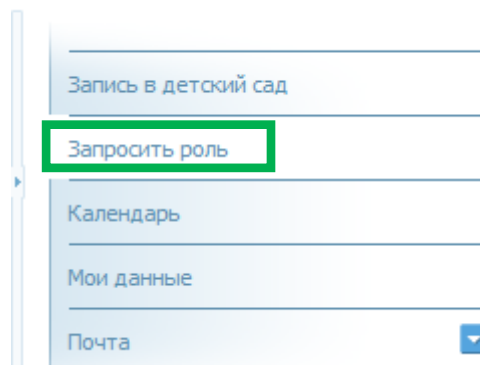 Запись в детский сад
Запросить роль
Календарь
Мои данные
Почта